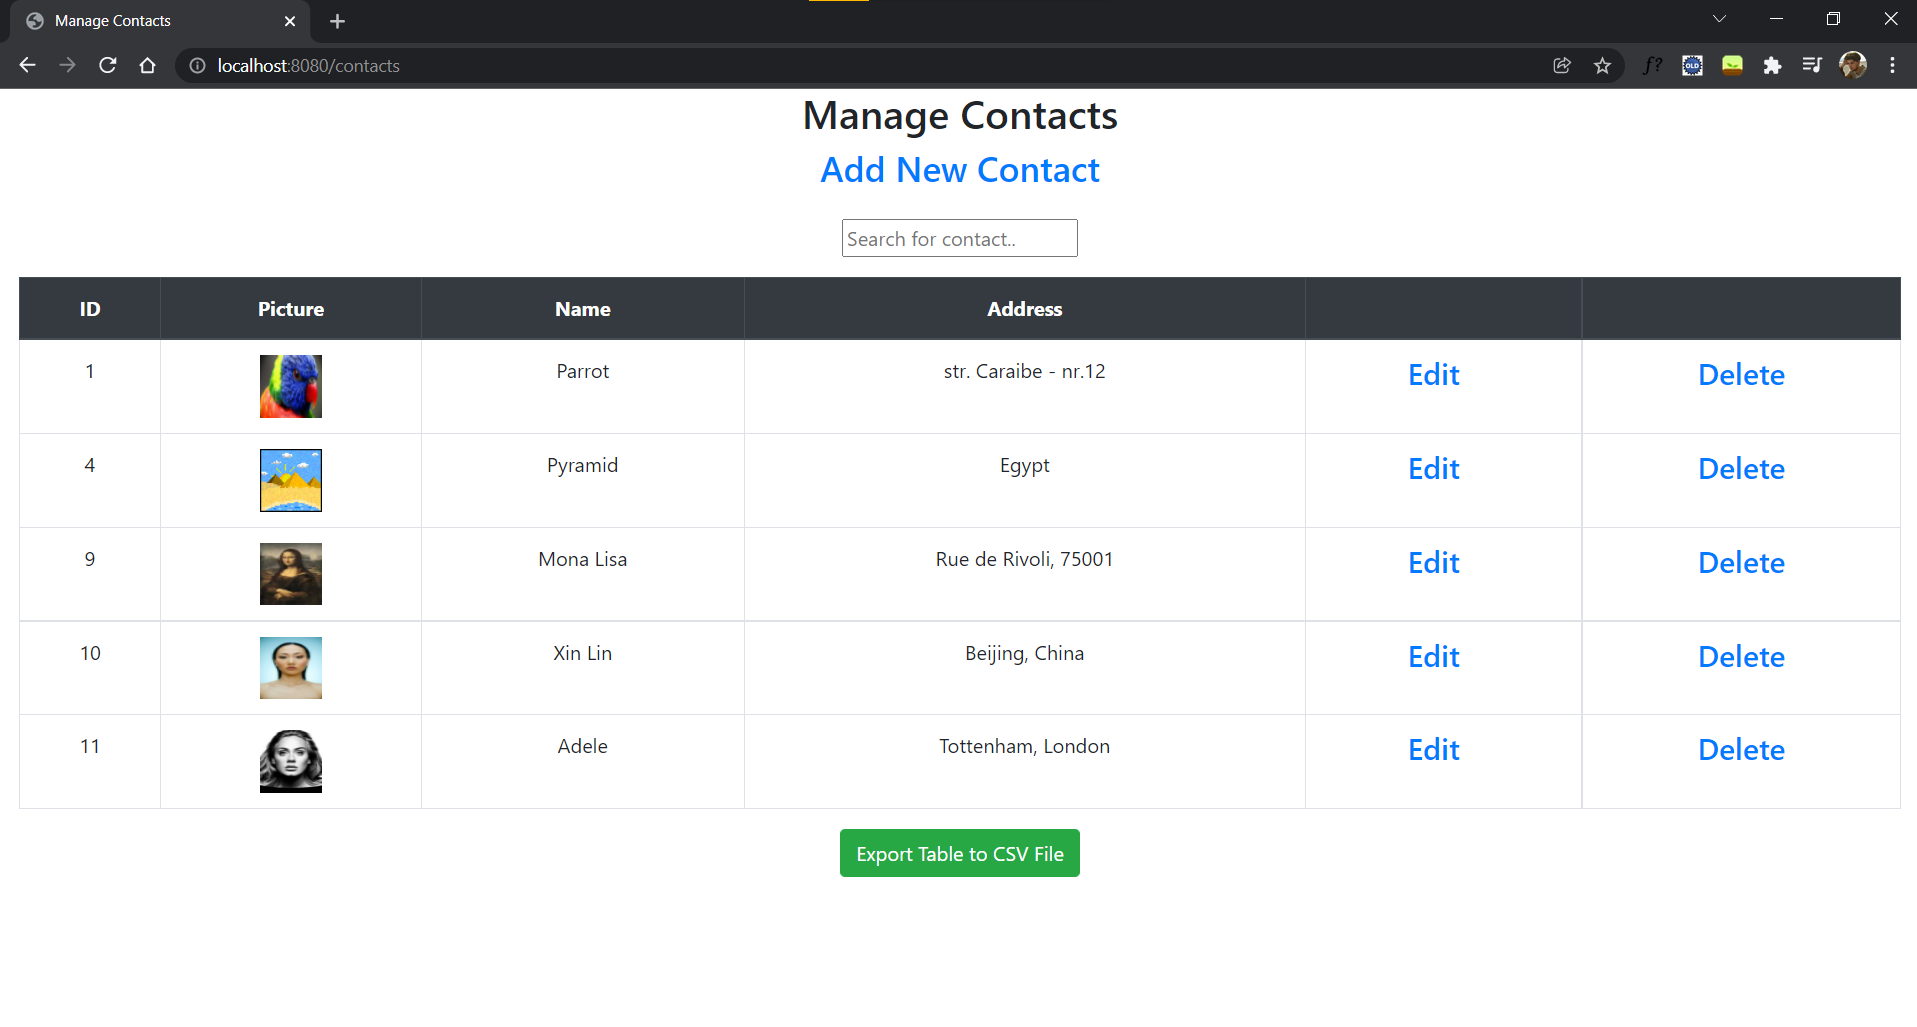 Manage Contacts
localhost:8080/contacts
f?
OLD
Manage Contacts
Add New Contact
Search for contact..
ID Picture Name Address
1 Parrot str. Caraibe - nr.12 Edit Delete
4 Pyramid Egypt Edit Delete
9 Mona Lisa Rue de Rivoli, 75001 Edit Delete
10 Xin Lin Beijing, China Edit Delete
11 Adele Tottenham, London Edit Delete
Export Table to CSV File